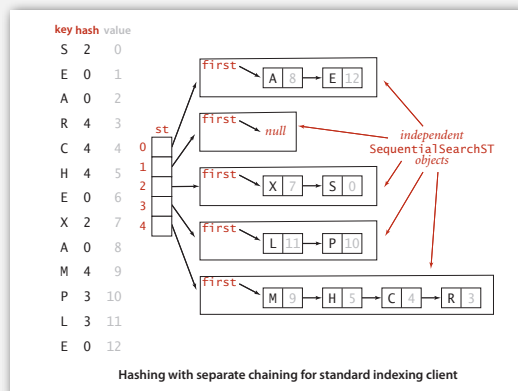 key hash value
S 2 0
E 0 1
A 0 2
R 4 3
C 4 4
H 4 5
E 0 6
X 2 7
A 0 8
M 4 9
P 3 10
L 3 11
E 0 12
st
0
1
2
3
4
first
A 8 E 12
first
null
first
X 7 S 0
first
L 11 P 10
first
M 9 H 5 C 4 R 3
independent
SequentialSearchST
objects
Hashing with separate chaining for standard indexing client